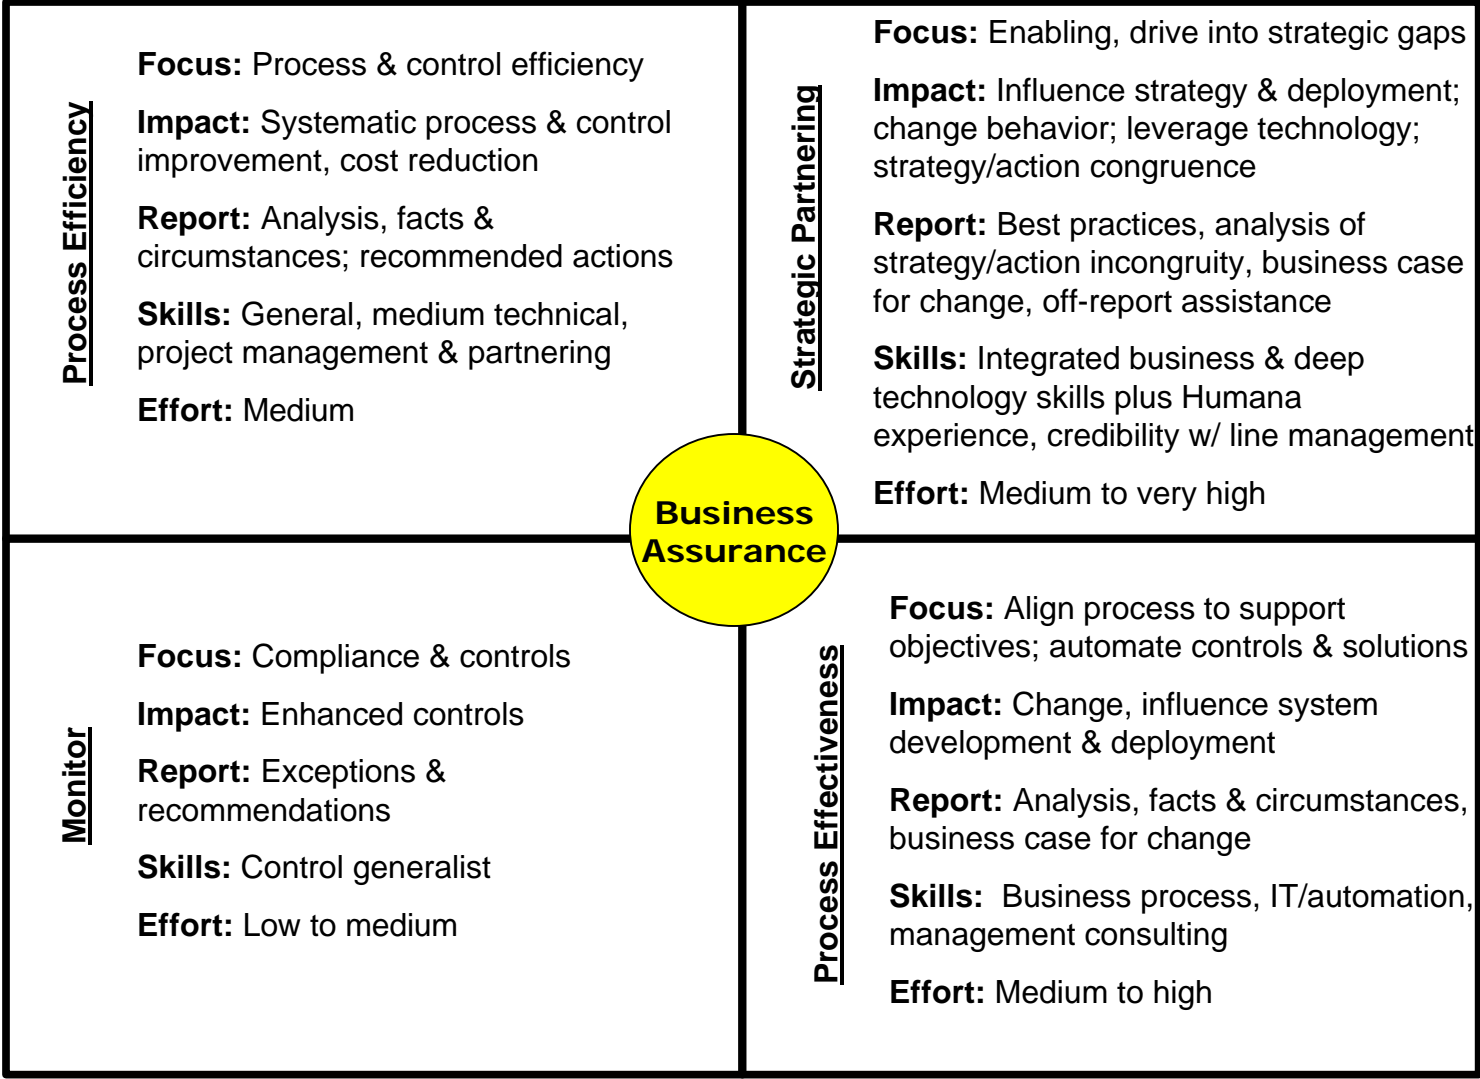 Process Efficiency
Focus: Process & control efficiency
Impact: Systematic process & control
improvement, cost reduction
Report: Analysis, facts &
circumstances; recommended actions
Skills: General, medium technical,
project management & partnering
Effort: Medium
Strategic Partnering
Focus: Enabling, drive into strategic gaps
Impact: Influence strategy & deployment;
change behavior; leverage technology;
strategy/action congruence
Report: Best practices, analysis of
strategy/action incongruity, business case
for change, off-report assistance
Skills: Integrated business & deep
technology skills plus Humana
experience, credibility w/ line management
Effort: Medium to very high
Business
Assurance
Monitor
Focus: Compliance & controls
Impact: Enhanced controls
Report: Exceptions &
recommendations
Skills: Control generalist
Effort: Low to medium
Process Effectiveness
Focus: Align process to support
objectives; automate controls & solutions
Impact: Change, influence system
development & deployment
Report: Analysis, facts & circumstances,
business case for change
Skills: Business process, IT/automation,
management consulting
Effort: Medium to high